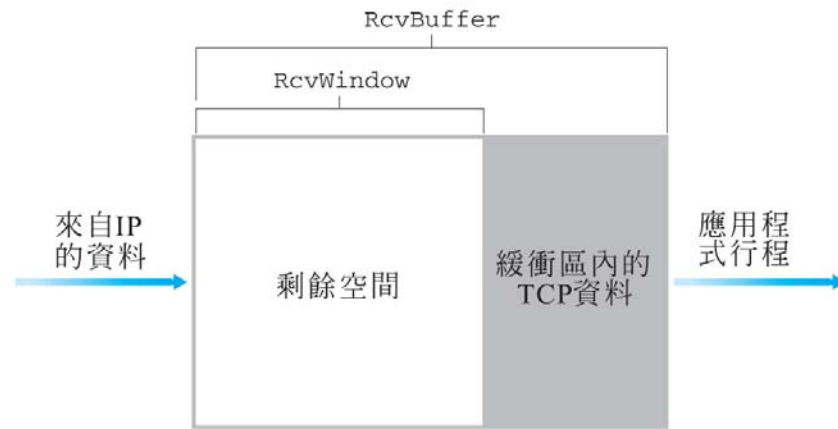 RcvBuffer
RcvWindow
來自IP
的資料
剩餘空間
緩衝區內的
TCP資料
應用程
式行程